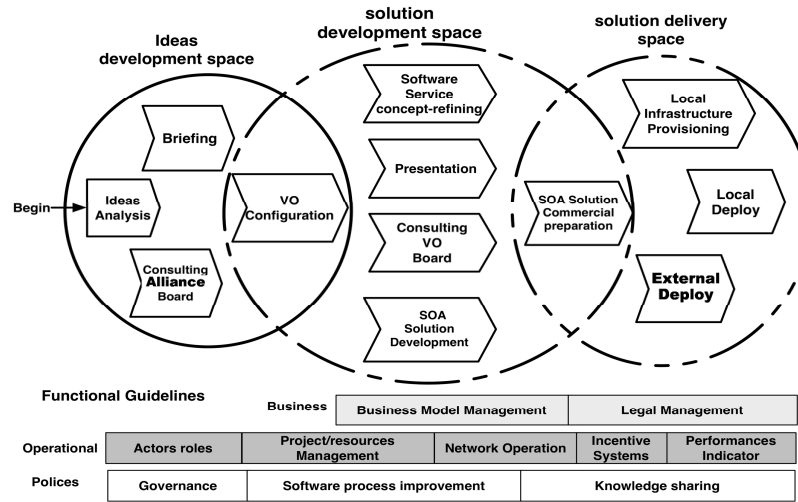 Ideas
development space
solution
development space
solution delivery
space
Begin
Ideas
Analysis
Briefing
Consulting
Alliance
Board
VO
Configuration
Software
Service
concept-refining
Presentation
Consulting
VO
Board
SOA
Solution
Development
SOA Solution
Commercial
preparation
Local
Infrastructure
Provisioning
Local
Deploy
External
Deploy
Functional Guidelines
Business
Business Model Management
Legal Management
Operational
Actors roles
Project/resources
Management
Network Operation
Incentive
Systems
Performances
Indicator
Polices
Governance
Software process improvement
Knowledge sharing